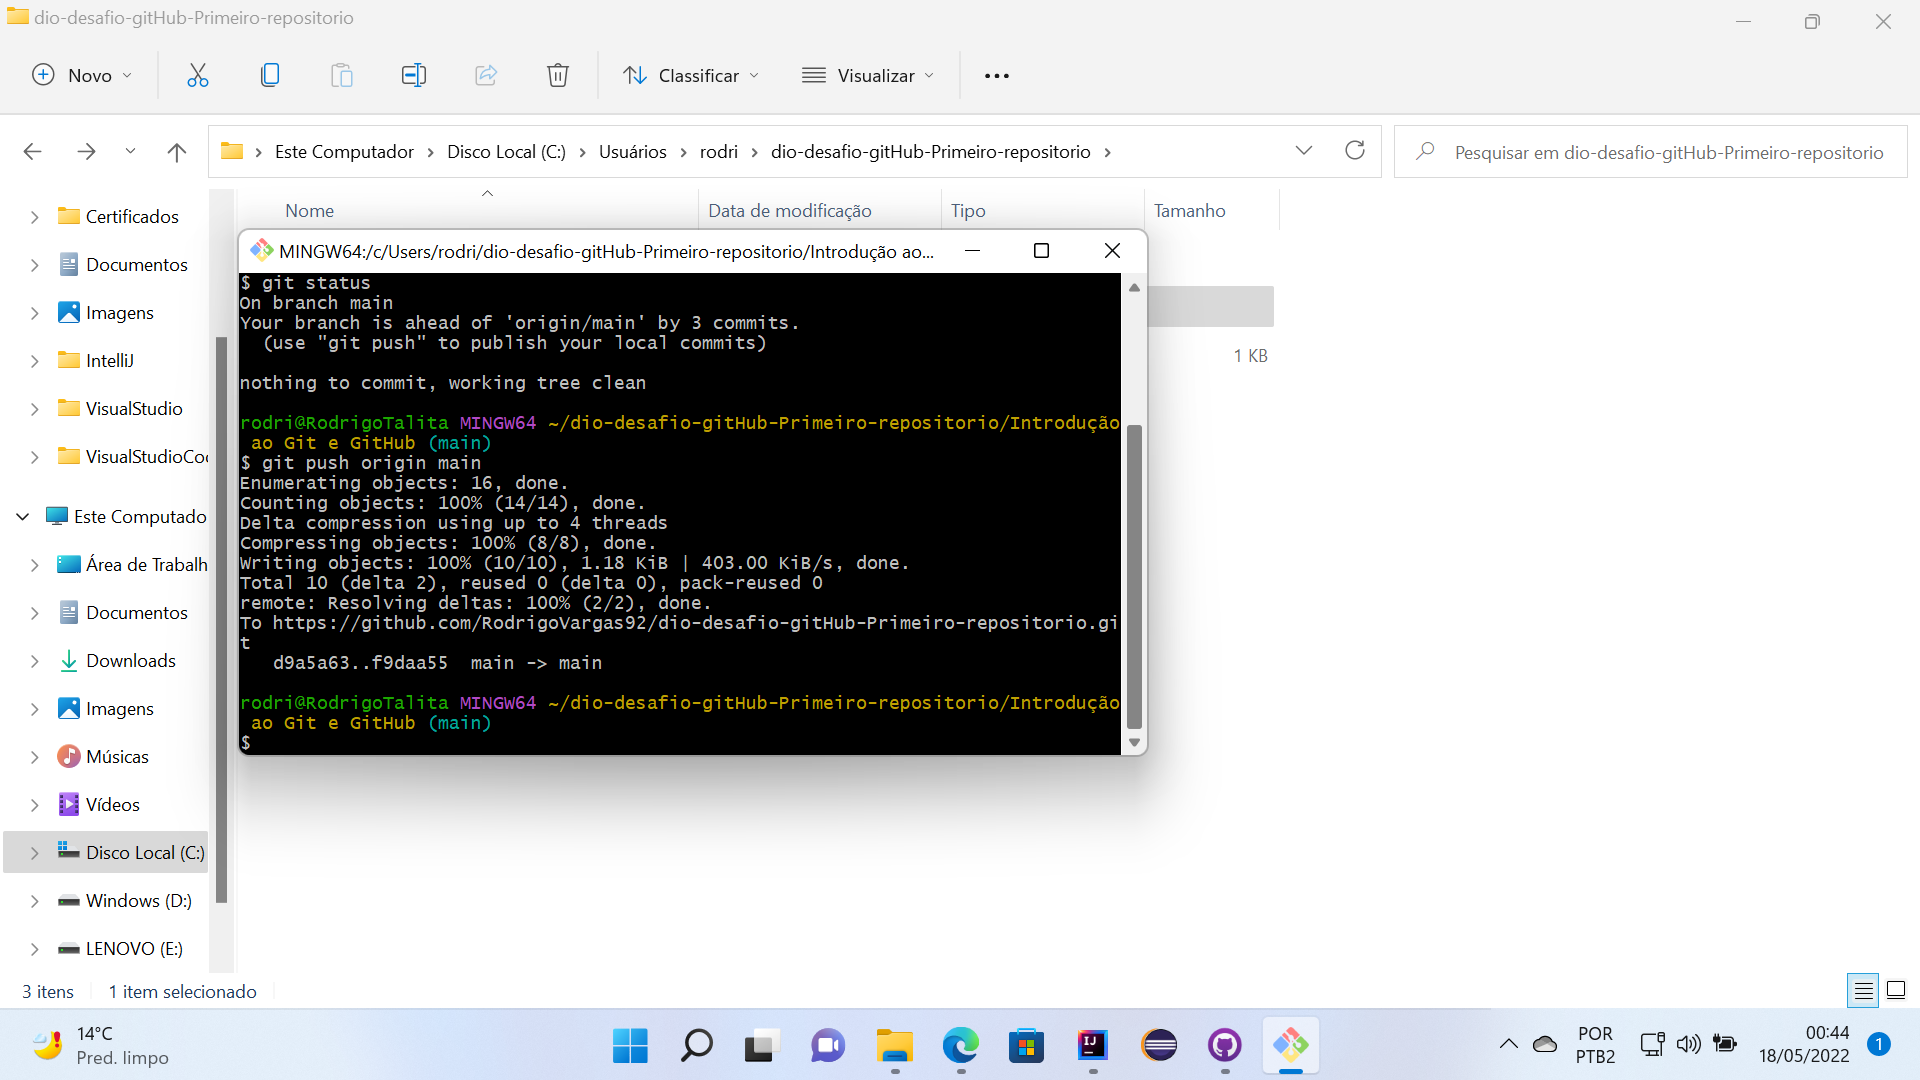 dio-desafio-gitHub-Primeiro-repositorio
Novo
Classificar
Visualizar
Este Computador > Disco Local (C:) > Usuários > rodri > dio-desafio-gitHub-Primeiro-repositorio >
Pesquisar em dio-desafio-gitHub-Primeiro-repositorio
Nome
Data de modificação
Tipo
Tamanho
Certificados
Documentos
Imagens
IntelliJ
VisualStudio
VisualStudioCo
Este Computado
Área de Trabalh
Documentos
Downloads
Imagens
Músicas
Vídeos
Disco Local (C:)
Windows (D:)
LENOVO (E:)
1 KB
MINGW64:/c/Users/rodri/dio-desafio-gitHub-Primeiro-repositorio/Introdução ao...
$ git status
On branch main
Your branch is ahead of 'origin/main' by 3 commits.
(use "git push" to publish your local commits)
nothing to commit, working tree clean
rodri@RodrigoTalita MINGW64 ~/dio-desafio-gitHub-Primeiro-repositorio/Introdução
ao Git e GitHub (main)
$ git push origin main
Enumerating objects: 16, done.
Counting objects: 100% (14/14), done.
Delta compression using up to 4 threads
Compressing objects: 100% (8/8), done.
Writing objects: 100% (10/10), 1.18 KiB | 403.00 KiB/s, done.
Total 10 (delta 2), reused 0 (delta 0), pack-reused 0
remote: Resolving deltas: 100% (2/2), done.
To https://github.com/RodrigoVargas92/dio-desafio-gitHub-Primeiro-repositorio.gi
t
d9a5a63..f9daa55  main -> main
rodri@RodrigoTalita MINGW64 ~/dio-desafio-gitHub-Primeiro-repositorio/Introdução
ao Git e GitHub (main)
$
3 itens
1 item selecionado
14°C
Pred. limpo
IJ
POR
PTB2
00:44
18/05/2022
1